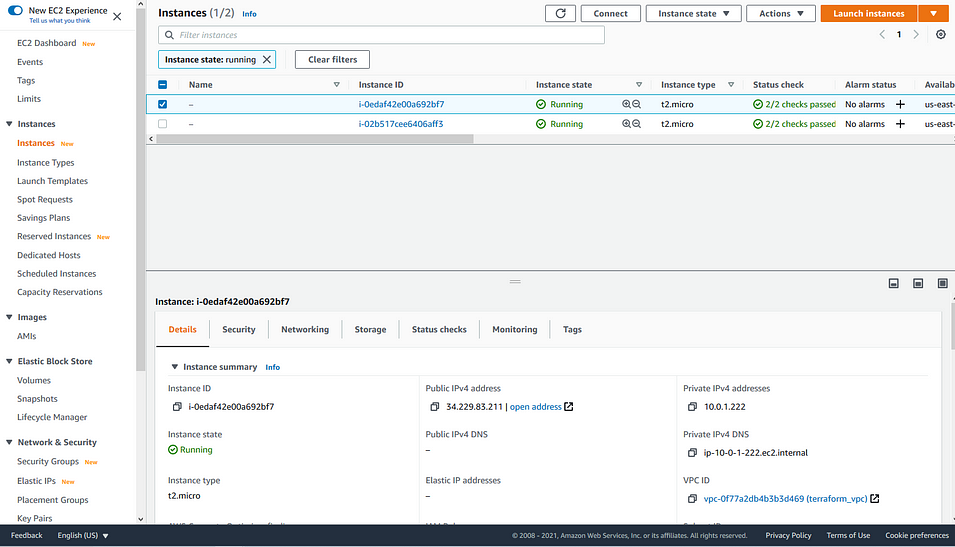 New EC2 Experience
Tell us what you think
EC2 Dashboard New
Events
Tags
Limits
Instances
Instances New
Instance Types
Launch Templates
Spot Requests
Savings Plans
Reserved Instances New
Dedicated Hosts
Scheduled Instances
Capacity Reservations
Images
AMIs
Elastic Block Store
Volumes
Snapshots
Lifecycle Manager
Network & Security
Security Groups New
Elastic IPs New
Placement Groups
Key Pairs
Instances (1/2) Info
Connect
Instance state
Actions
Launch instances
Filter instances
1
Instance state: running
Clear filters
Name Instance ID Instance state Instance type Status check Alarm status Availab
– i-0edaf42e00a692bf7 Running t2.micro 2/2 checks passed No alarms us-east-
– i-02b517cee6406aff3 Running t2.micro 2/2 checks passed No alarms us-east-
Instance: i-0edaf42e00a692bf7
Details Security Networking Storage Status checks Monitoring Tags
Instance summary Info
Instance ID Public IPv4 address Private IPv4 addresses
i-0edaf42e00a692bf7 34.229.83.211 | open address 10.0.1.222
Instance state Public IPv4 DNS Private IPv4 DNS
Running – ip-10-0-1-222.ec2.internal
Instance type Elastic IP addresses VPC ID
t2.micro – vpc-0f77a2db4b3b3d469 (terraform_vpc)
Feedback English (US) © 2008 - 2021, Amazon Web Services, Inc. or its affiliates. All rights reserved. Privacy Policy Terms of Use Cookie preferences